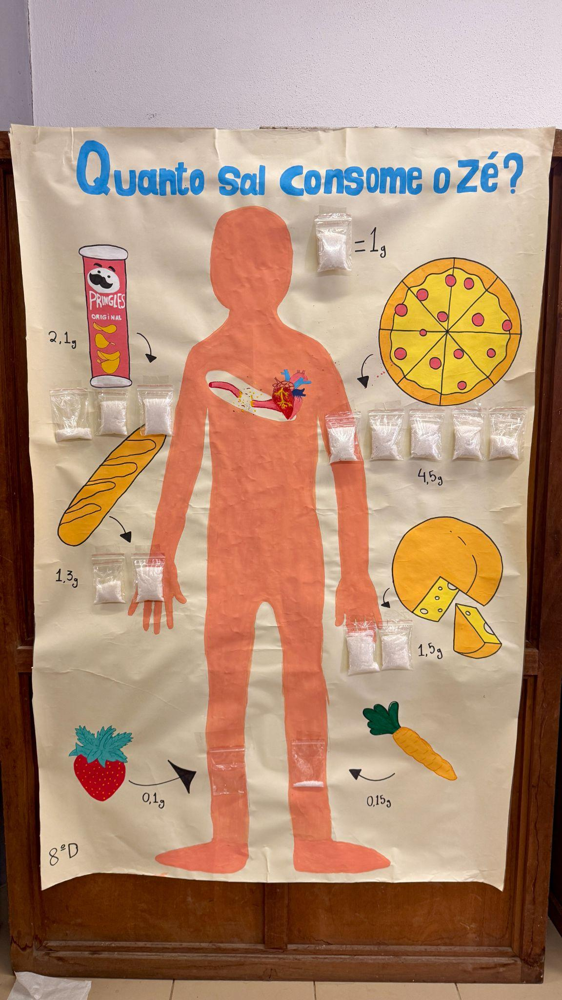 Quanto sal consome o Zé?
= 1g
PRINGLES
ORIGINAL
2,1g
4,5g
1,3g
1,5g
0,1g
0,15g
8ºD